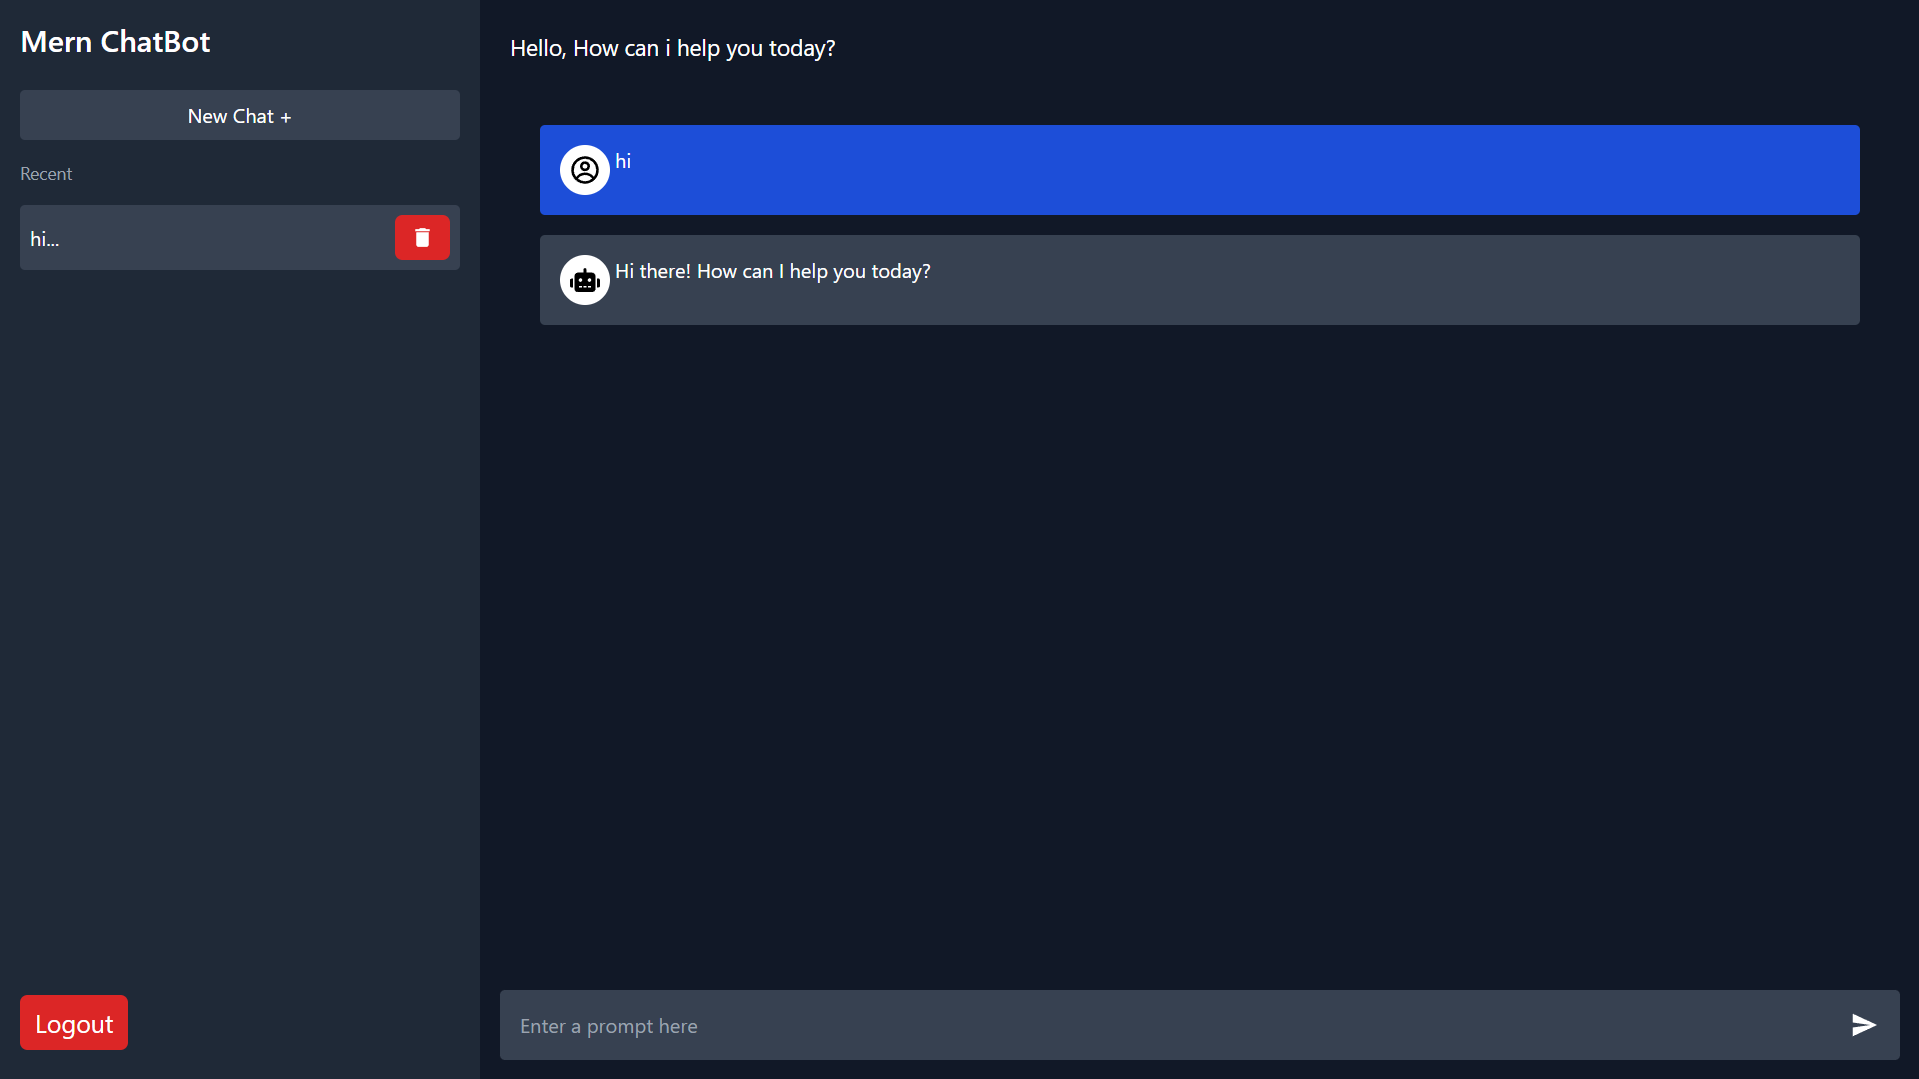 Mern ChatBot
New Chat +
Recent
hi...
Logout
Hello, How can i help you today?
hi
Hi there! How can I help you today?
Enter a prompt here